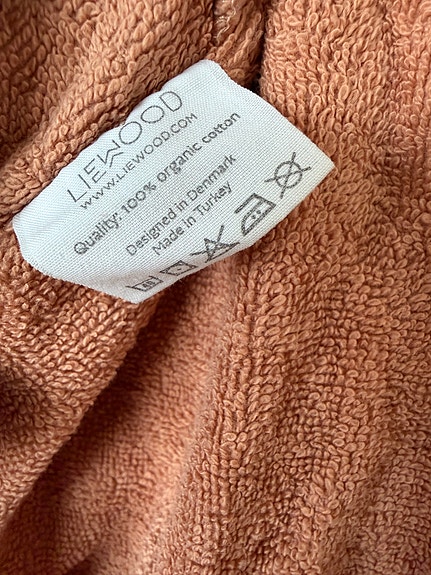 LIEWOOD
WWW.LIEWOOD.COM
Quality: 100% organic cotton
Designed in Denmark
Made in Turkey